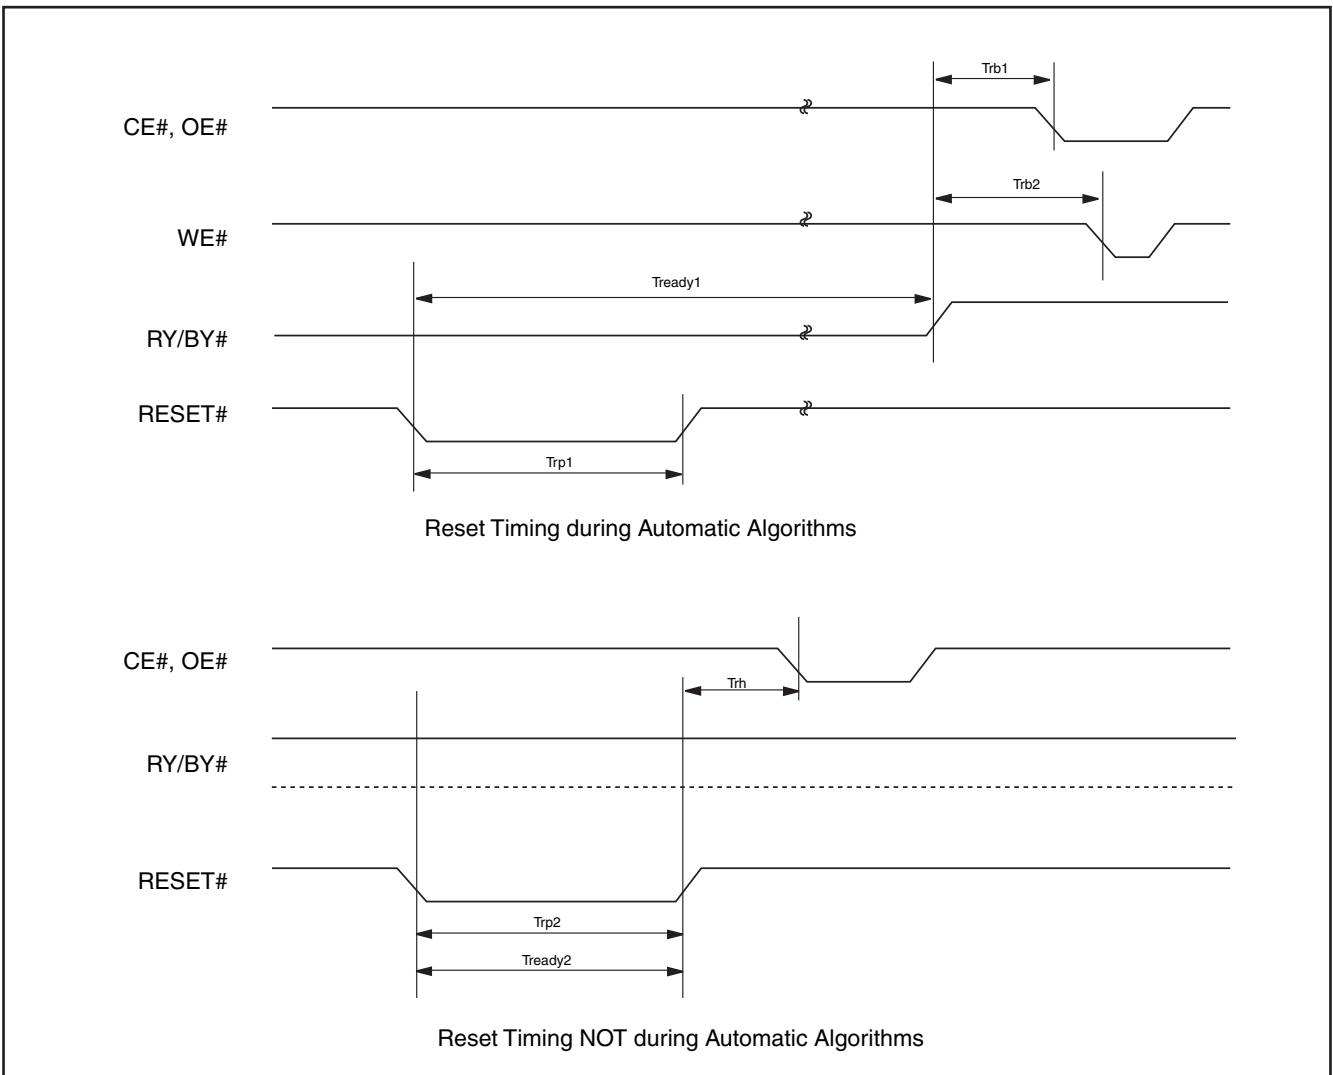 Trb1
CE#, OE#
Trb2
WE#
Tready1
RY/BY#
RESET#
Trp1
Reset Timing during Automatic Algorithms
CE#, OE#
Trh
RY/BY#
RESET#
Trp2
Tready2
Reset Timing NOT during Automatic Algorithms